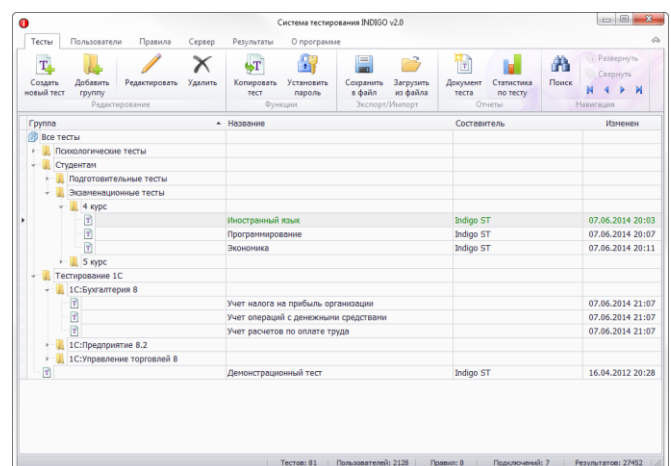 Система тестирования INDIGO v2.0
Тесты Пользователи Правила Сервер Результаты О программе
Создать новый тест
Добавить группу
Редактировать
Удалить
Копировать тест
Установить пароль
Сохранить в файл
Загрузить из файла
Документ теста
Статистика по тесту
Поиск
Развернуть
Свернуть
Редактирование Функции Экспорт/Импорт Отчеты Навигация
Группа Название Составитель Изменен
Все тесты
Психологические тесты
Студентам
Подготовительные тесты
Экзаменационные тесты
4 курс
Иностранный язык Indigo ST 07.06.2014 20:03
Программирование Indigo ST 07.06.2014 20:07
Экономика Indigo ST 07.06.2014 20:11
5 курс
Тестирование 1С
1С:Бухгалтерия 8
Учет налога на прибыль организации 07.06.2014 21:07
Учет операций с денежными средствами 07.06.2014 21:07
Учет расчетов по оплате труда 07.06.2014 21:07
1С:Предприятие 8.2
1С:Управление торговлей 8
Демонстрационный тест Indigo ST 16.04.2012 20:28
Тестов: 81 Пользователей: 2128 Правил: 8 Подключений: 7 Результатов: 27452